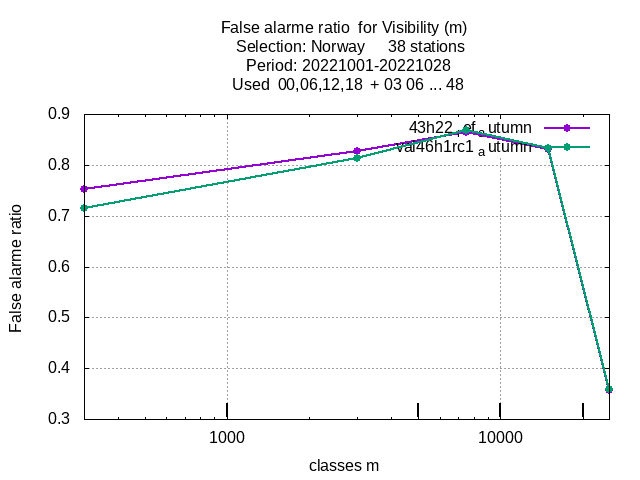 False alarme ratio  for Visibility (m)
Selection: Norway     38 stations
Period: 20221001-20221028
Used  00,06,12,18  + 03 06 ... 48
43h22_ref_autumn
val46h1rc1_autumn
False alarme ratio
0.9
0.8
0.7
0.6
0.5
0.4
0.3
1000
10000
classes m